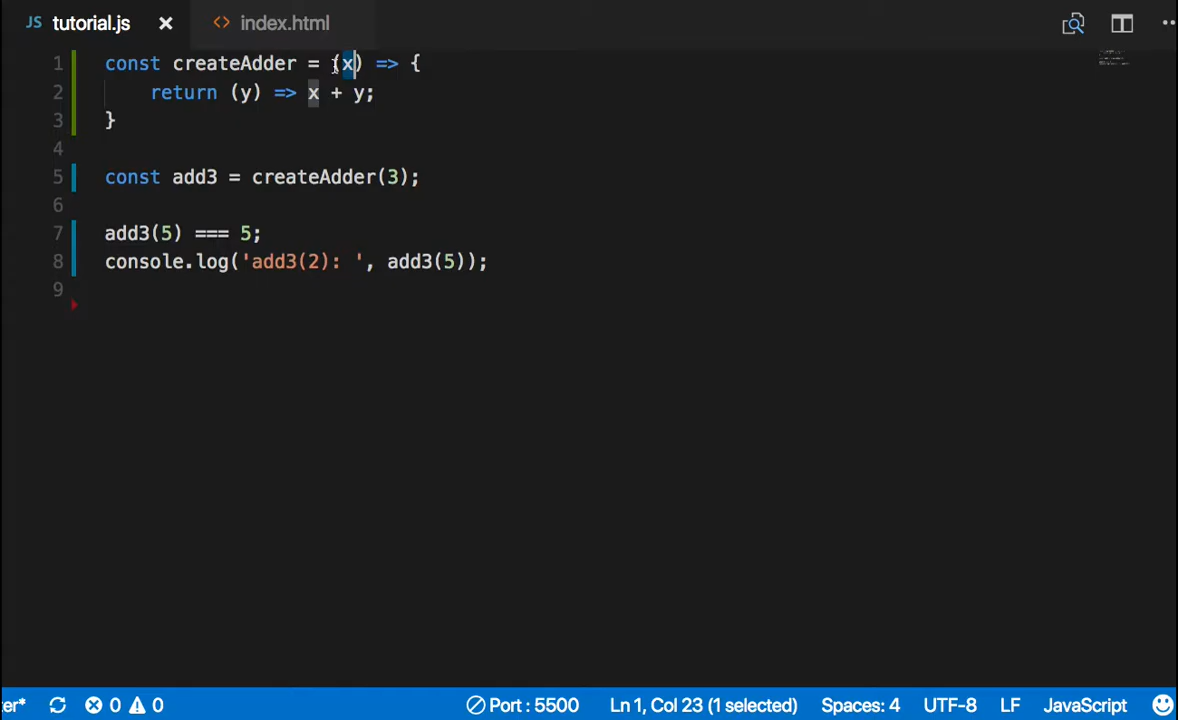 JS tutorial.js × <> index.html
1 const createAdder = (x) => {
2 return (y) => x + y;
3 }
4
5 const add3 = createAdder(3);
6
7 add3(5) === 5;
8 console.log('add3(2): ', add3(5));
9
ter* 0 0 Port : 5500 Ln 1, Col 23 (1 selected) Spaces: 4 UTF-8 LF JavaScript